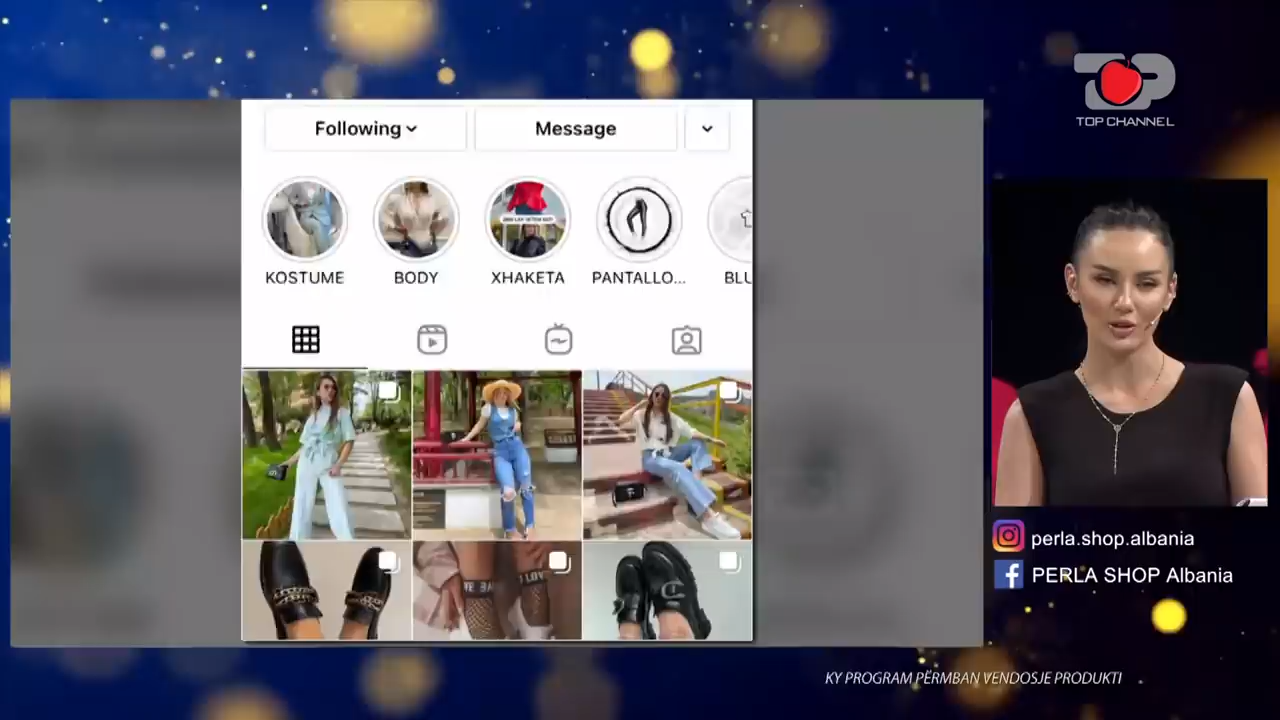 TOP CHANNEL
Following
Message
KOSTUME
BODY
XHAKETA
PANTALLO...
BLU
perla.shop.albania
PERLA SHOP Albania
KY PROGRAM PËRMBAN VENDOSJE PRODUKTI